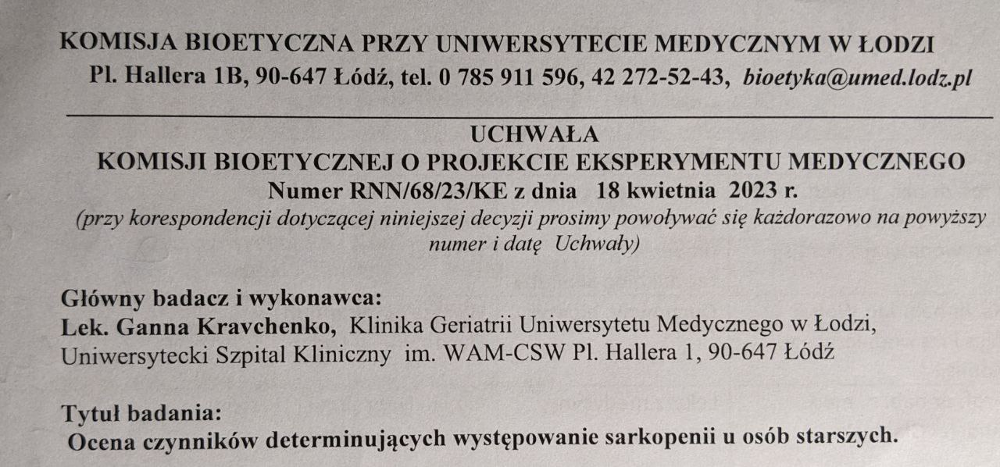 KOMISJA BIOETYCZNA PRZY UNIWERSYTECIE MEDYCZNYM W ŁODZI
Pl. Hallera 1B, 90-647 Łódź, tel. 0 785 911 596, 42 272-52-43, bioetyka@umed.lodz.pl
UCHWAŁA
KOMISJI BIOETYCZNEJ O PROJEKCIE EKSPERYMENTU MEDYCZNEGO
Numer RNN/68/23/KE z dnia 18 kwietnia 2023 r.
(przy korespondencji dotyczącej niniejszej decyzji prosimy powoływać się każdorazowo na powyższy
numer i datę Uchwały)
Główny badacz i wykonawca:
Lek. Ganna Kravchenko, Klinika Geriatrii Uniwersytetu Medycznego w Łodzi,
Uniwersytecki Szpital Kliniczny im. WAM-CSW Pl. Hallera 1, 90-647 Łódź
Tytuł badania:
Ocena czynników determinujących występowanie sarkopenii u osób starszych.